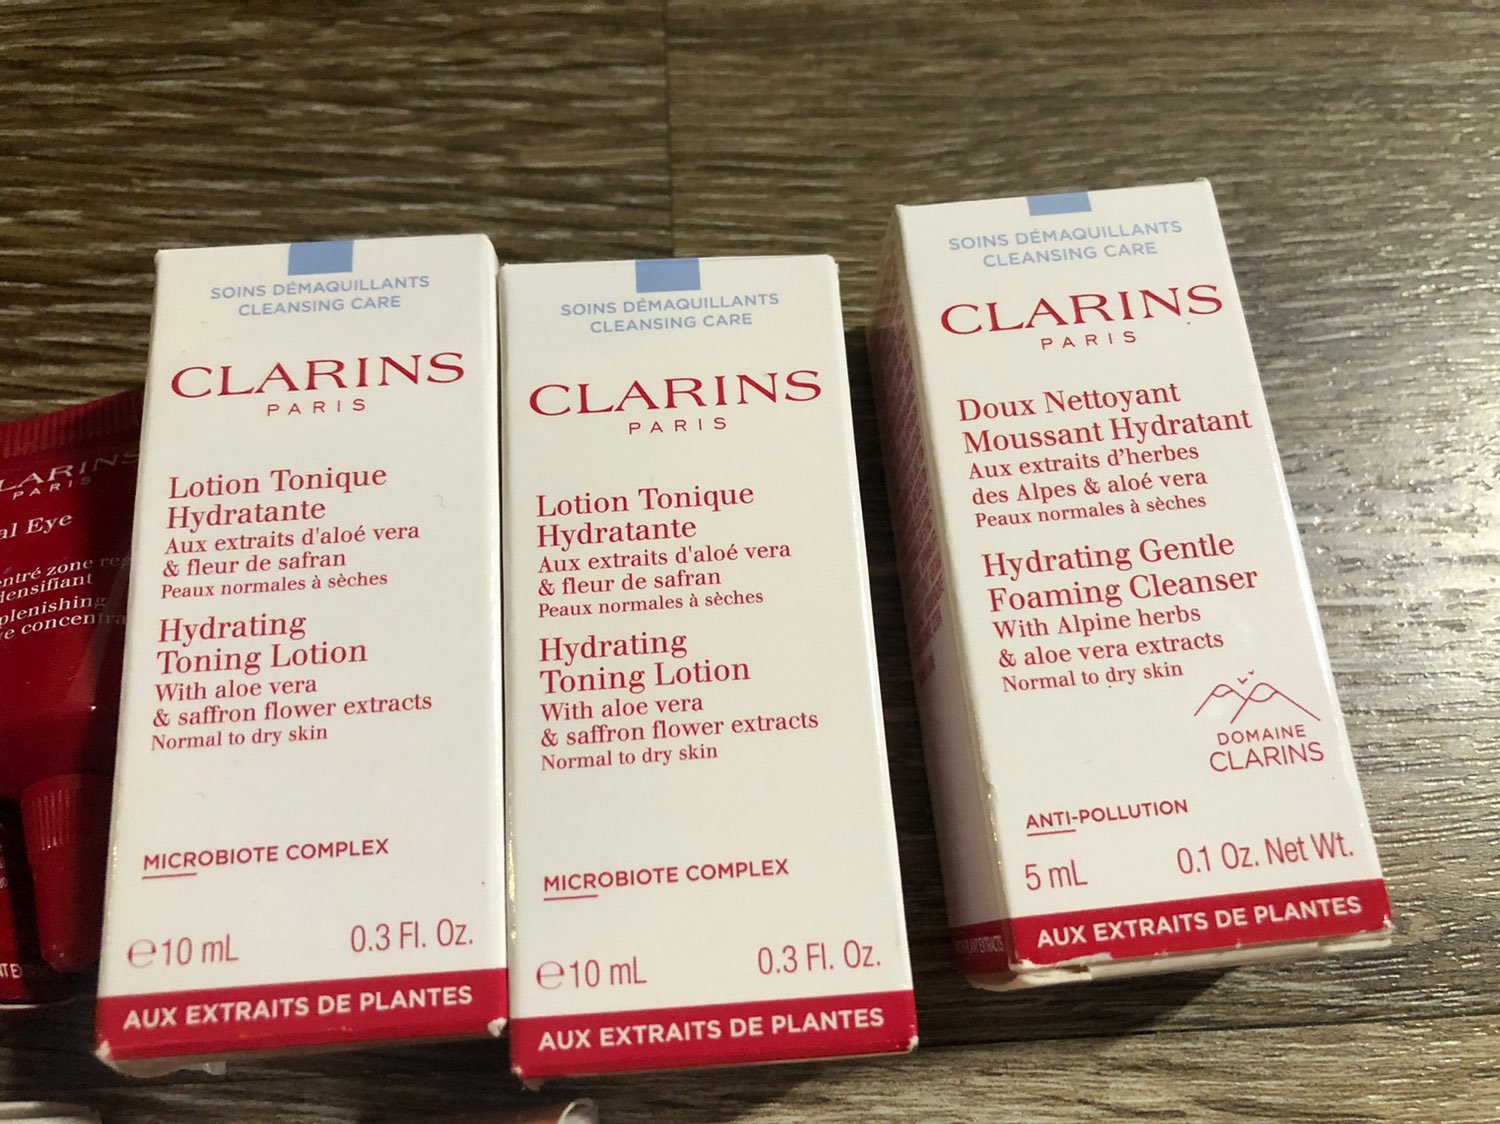 PARIS
al Eye
densifiant
plenishing
SOINS DÉMAQUILLANTS
CLEANSING CARE
CLARINS
PARIS
Lotion Tonique
Hydratante
Aux extraits d'aloé vera
& fleur de safran
Peaux normales à sèches
Hydrating
Toning Lotion
With aloe vera
& saffron flower extracts
Normal to dry skin
MICROBIOTE COMPLEX
℮10 mL 0.3 Fl. Oz.
AUX EXTRAITS DE PLANTES
SOINS DÉMAQUILLANTS
CLEANSING CARE
CLARINS
PARIS
Lotion Tonique
Hydratante
Aux extraits d'aloé vera
& fleur de safran
Peaux normales à sèches
Hydrating
Toning Lotion
With aloe vera
& saffron flower extracts
Normal to dry skin
MICROBIOTE COMPLEX
℮10 mL 0.3 Fl. Oz.
AUX EXTRAITS DE PLANTES
SOINS DÉMAQUILLANTS
CLEANSING CARE
CLARINS
PARIS
Doux Nettoyant
Moussant Hydratant
Aux extraits d'herbes
des Alpes & aloé vera
Peaux normales à sèches
Hydrating Gentle
Foaming Cleanser
With Alpine herbs
& aloe vera extracts
Normal to dry skin
DOMAINE
CLARINS
ANTI-POLLUTION
5 mL 0.1 Oz. Net Wt.
AUX EXTRAITS DE PLANTES